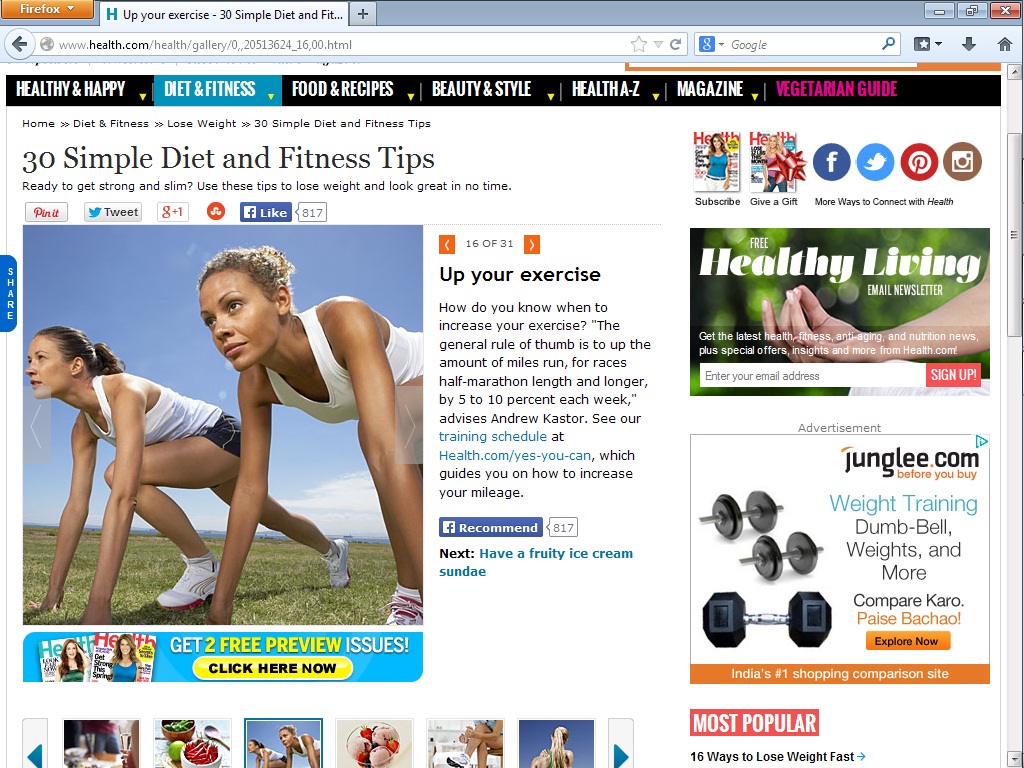 Firefox
Up your exercise - 30 Simple Diet and Fit...
www.health.com/health/gallery/0,,20513624_16,00.html
Google
HEALTHY & HAPPY
DIET & FITNESS
FOOD & RECIPES
BEAUTY & STYLE
HEALTH A-Z
MAGAZINE
VEGETARIAN GUIDE
Home >> Diet & Fitness >> Lose Weight >> 30 Simple Diet and Fitness Tips
30 Simple Diet and Fitness Tips
Ready to get strong and slim? Use these tips to lose weight and look great in no time.
Pin it
Tweet
g+1
Like
817
SHARE
16 OF 31
Up your exercise
How do you know when to
increase your exercise? "The
general rule of thumb is to up the
amount of miles run, for races
half-marathon length and longer,
by 5 to 10 percent each week,"
advises Andrew Kastor. See our
training schedule at
Health.com/yes-you-can, which
guides you on how to increase
your mileage.
Recommend
817
Next: Have a fruity ice cream
sundae
Health
Health
GET 2 FREE PREVIEW ISSUES!
CLICK HERE NOW
Health
Health
Subscribe
Give a Gift
More Ways to Connect with Health
FREE
Healthy Living
EMAIL NEWSLETTER
Get the latest health, fitness, anti-aging, and nutrition news,
plus special offers, insights and more from Health.com!
Enter your email address
SIGN UP!
Advertisement
junglee.com
before you buy
Weight Training
Dumb-Bell,
Weights, and
More
Compare Karo.
Paise Bachao!
Explore Now
India's #1 shopping comparison site
MOST POPULAR
16 Ways to Lose Weight Fast